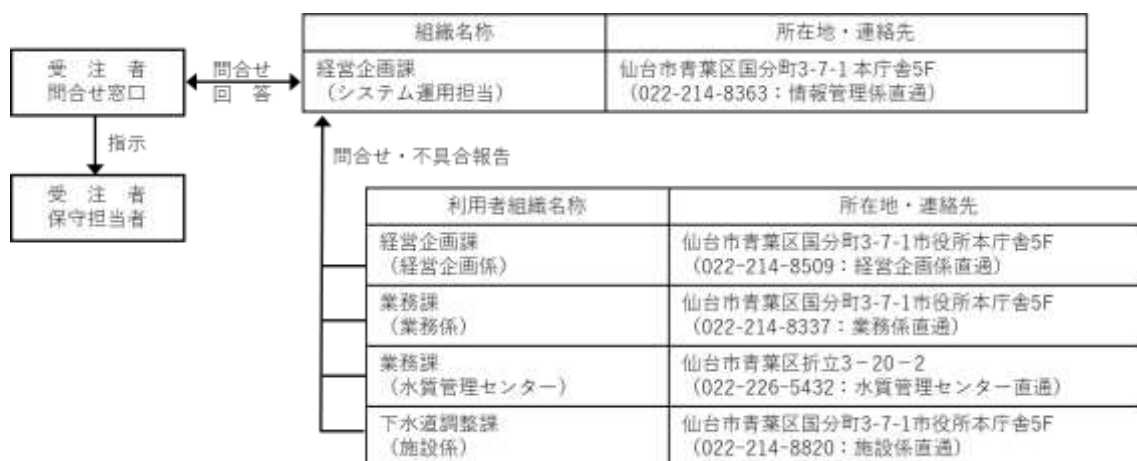 組織名称
所在地・連絡先
受 注 者
問合せ窓口
問合せ
回 答
経営企画課
（システム運用担当）
仙台市青葉区国分町3-7-1 本庁舎5F
（022-214-8363：情報管理係直通）
指示
問合せ・不具合報告
受 注 者
保守担当者
利用者組織名称
所在地・連絡先
経営企画課
（経営企画係）
仙台市青葉区国分町3-7-1市役所本庁舎5F
（022-214-8509：経営企画係直通）
業務課
（業務係）
仙台市青葉区国分町3-7-1市役所本庁舎5F
（022-214-8337：業務係直通）
業務課
（水質管理センター）
仙台市青葉区折立3－20－2
（022-226-5432：水質管理センター直通）
下水道調整課
（施設係）
仙台市青葉区国分町3-7-1市役所本庁舎5F
（022-214-8820：施設係直通）